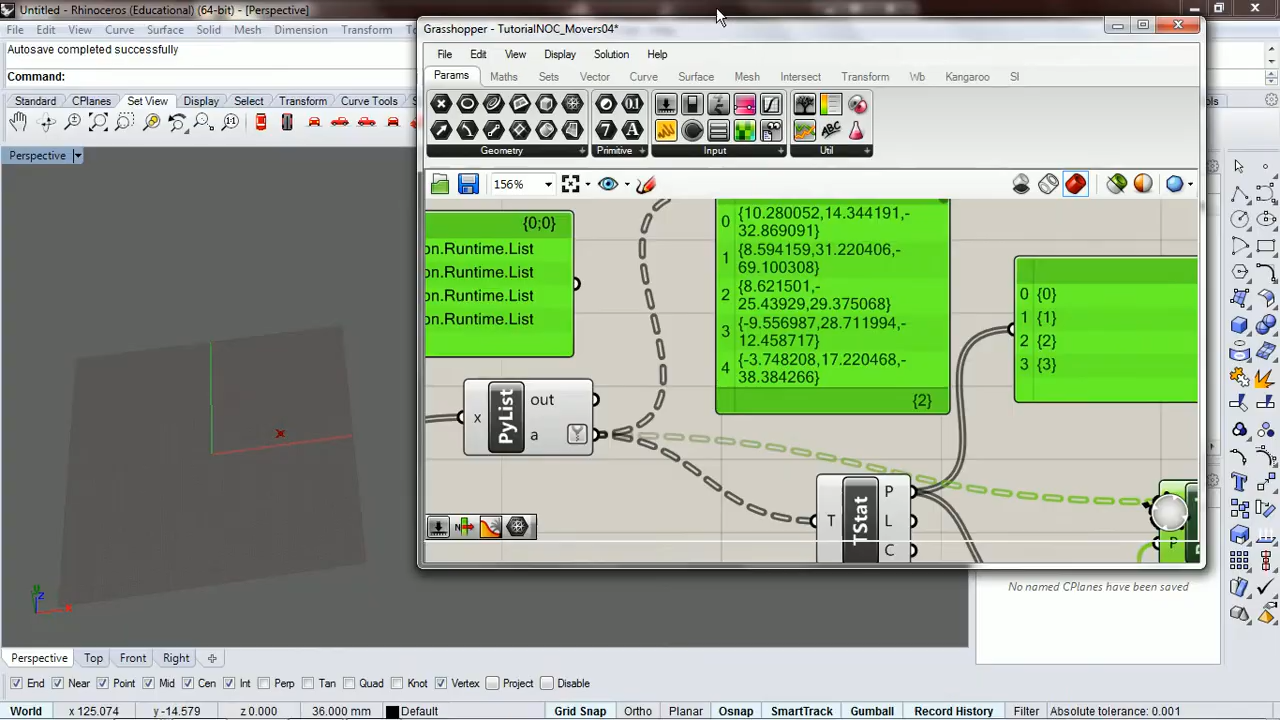 Untitled - Rhinoceros (Educational) (64-bit) - [Perspective]
File Edit View Curve Surface Solid Mesh Dimension Transform
Autosave completed successfully
Command:
Standard CPlanes Set View Display Select Transform Curve Tools
Perspective
Grasshopper - TutorialNOC_Movers04*
File Edit View Display Solution Help
Params Maths Sets Vector Curve Surface Mesh Intersect Transform Wb Kangaroo SI
Geometry Primitive Input Util
156%
{0;0}
on.Runtime.List
on.Runtime.List
on.Runtime.List
on.Runtime.List
PyList
x
out
a
0 {10.280052,14.344191,-
32.869091}
1 {8.594159,31.220406,-
69.100308}
2 {8.621501,-
25.43929,29.375068}
3 {-9.556987,28.711994,-
12.458717}
4 {-3.748208,17.220468,-
38.384266}
{2}
0 {0}
1 {1}
2 {2}
3 {3}
T
TStat
P
L
C
P
No named CPlanes have been saved
z
x
Perspective Top Front Right
End Near Point Mid Cen Int Perp Tan Quad Knot Vertex Project Disable
World x 125.074 y -14.579 z 0.000 36.000 mm Default Grid Snap Ortho Planar Osnap SmartTrack Gumball Record History Filter Absolute tolerance: 0.001